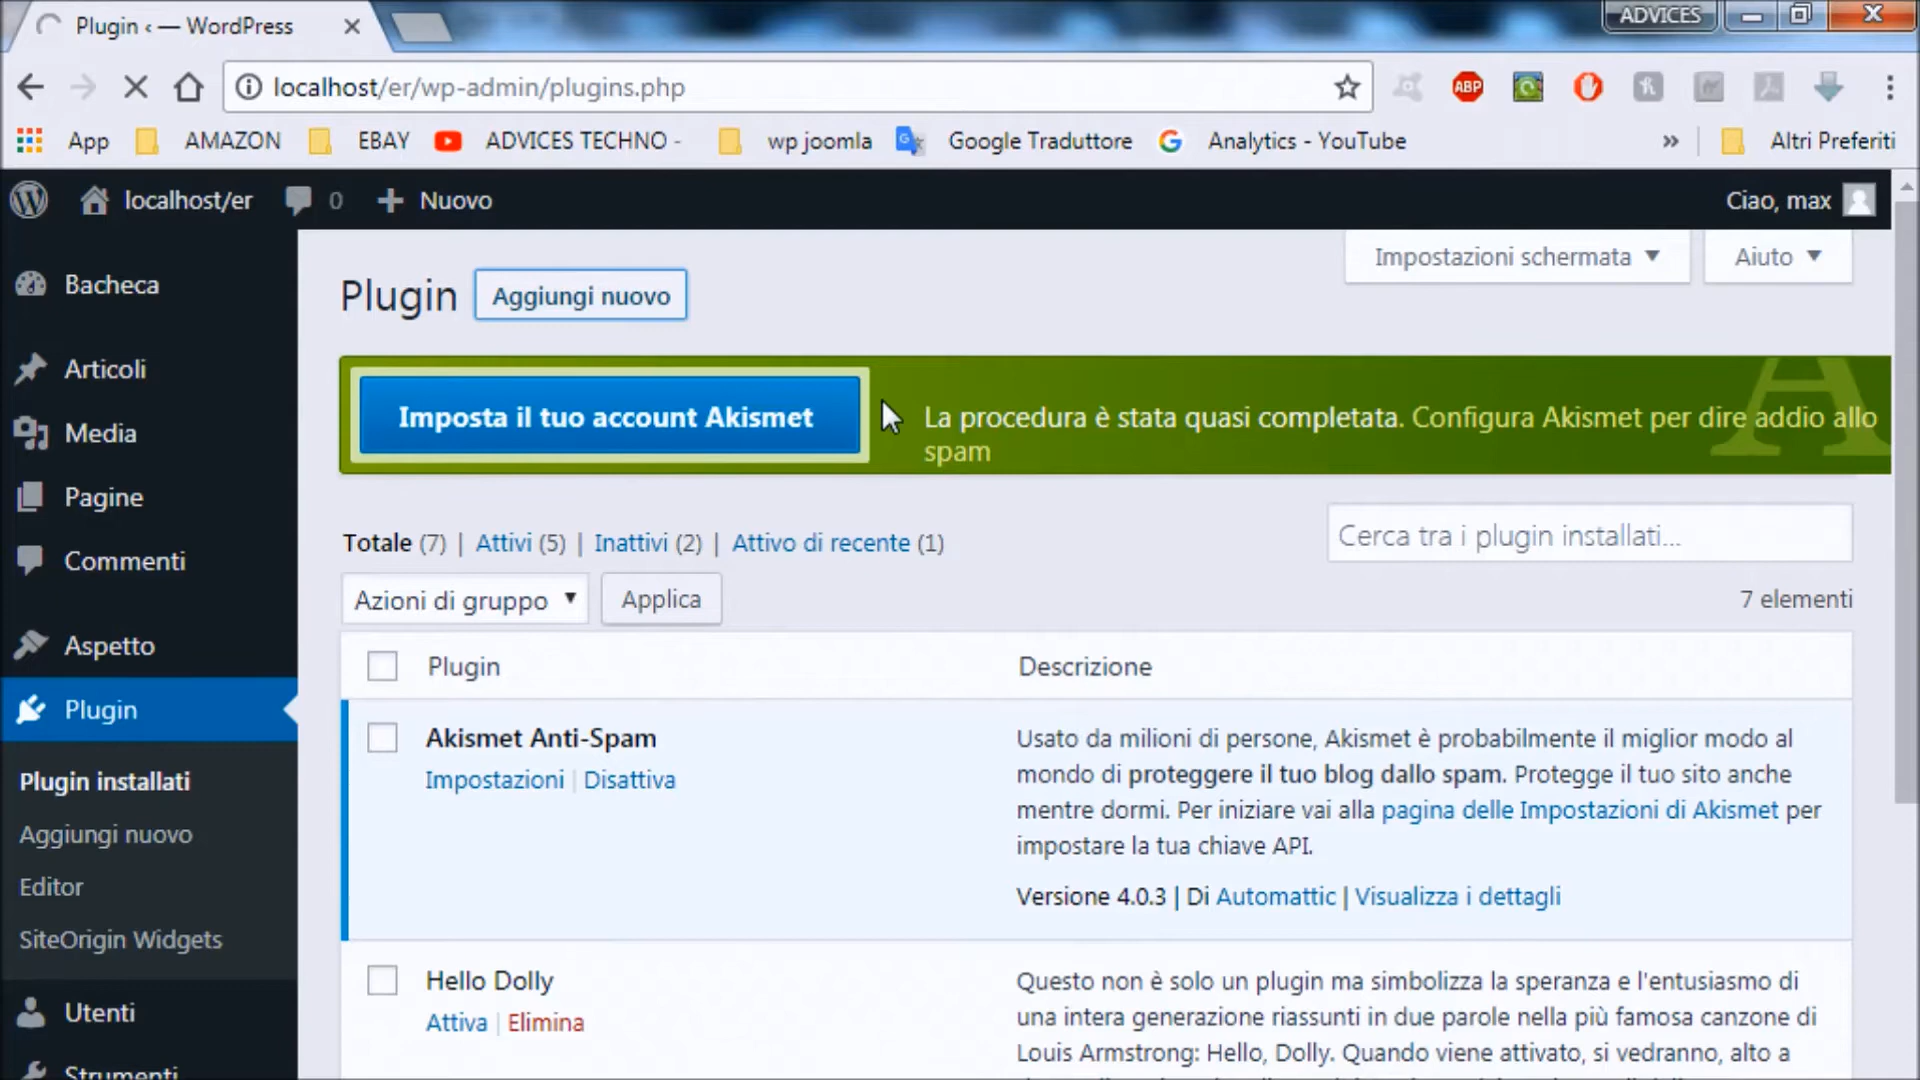 Plugin ‹ — WordPress
ADVICES
localhost/er/wp-admin/plugins.php
ABP
App
AMAZON
EBAY
ADVICES TECHNO -
wp joomla
Google Traduttore
Analytics - YouTube
»
Altri Preferiti
localhost/er
0
Nuovo
Ciao, max
Bacheca
Articoli
Media
Pagine
Commenti
Aspetto
Plugin
Plugin installati
Aggiungi nuovo
Editor
SiteOrigin Widgets
Utenti
Strumenti
Impostazioni schermata
Aiuto
Plugin
Aggiungi nuovo
Imposta il tuo account Akismet
La procedura è stata quasi completata. Configura Akismet per dire addio allo
spam
A
Totale (7) | Attivi (5) | Inattivi (2) | Attivo di recente (1)
Cerca tra i plugin installati...
Azioni di gruppo
Applica
7 elementi
Plugin
Descrizione
Akismet Anti-Spam
Impostazioni | Disattiva
Usato da milioni di persone, Akismet è probabilmente il miglior modo al
mondo di proteggere il tuo blog dallo spam. Protegge il tuo sito anche
mentre dormi. Per iniziare vai alla pagina delle Impostazioni di Akismet per
impostare la tua chiave API.
Versione 4.0.3 | Di Automattic | Visualizza i dettagli
Hello Dolly
Attiva | Elimina
Questo non è solo un plugin ma simbolizza la speranza e l'entusiasmo di
una intera generazione riassunti in due parole nella più famosa canzone di
Louis Armstrong: Hello, Dolly. Quando viene attivato, si vedranno, alto a